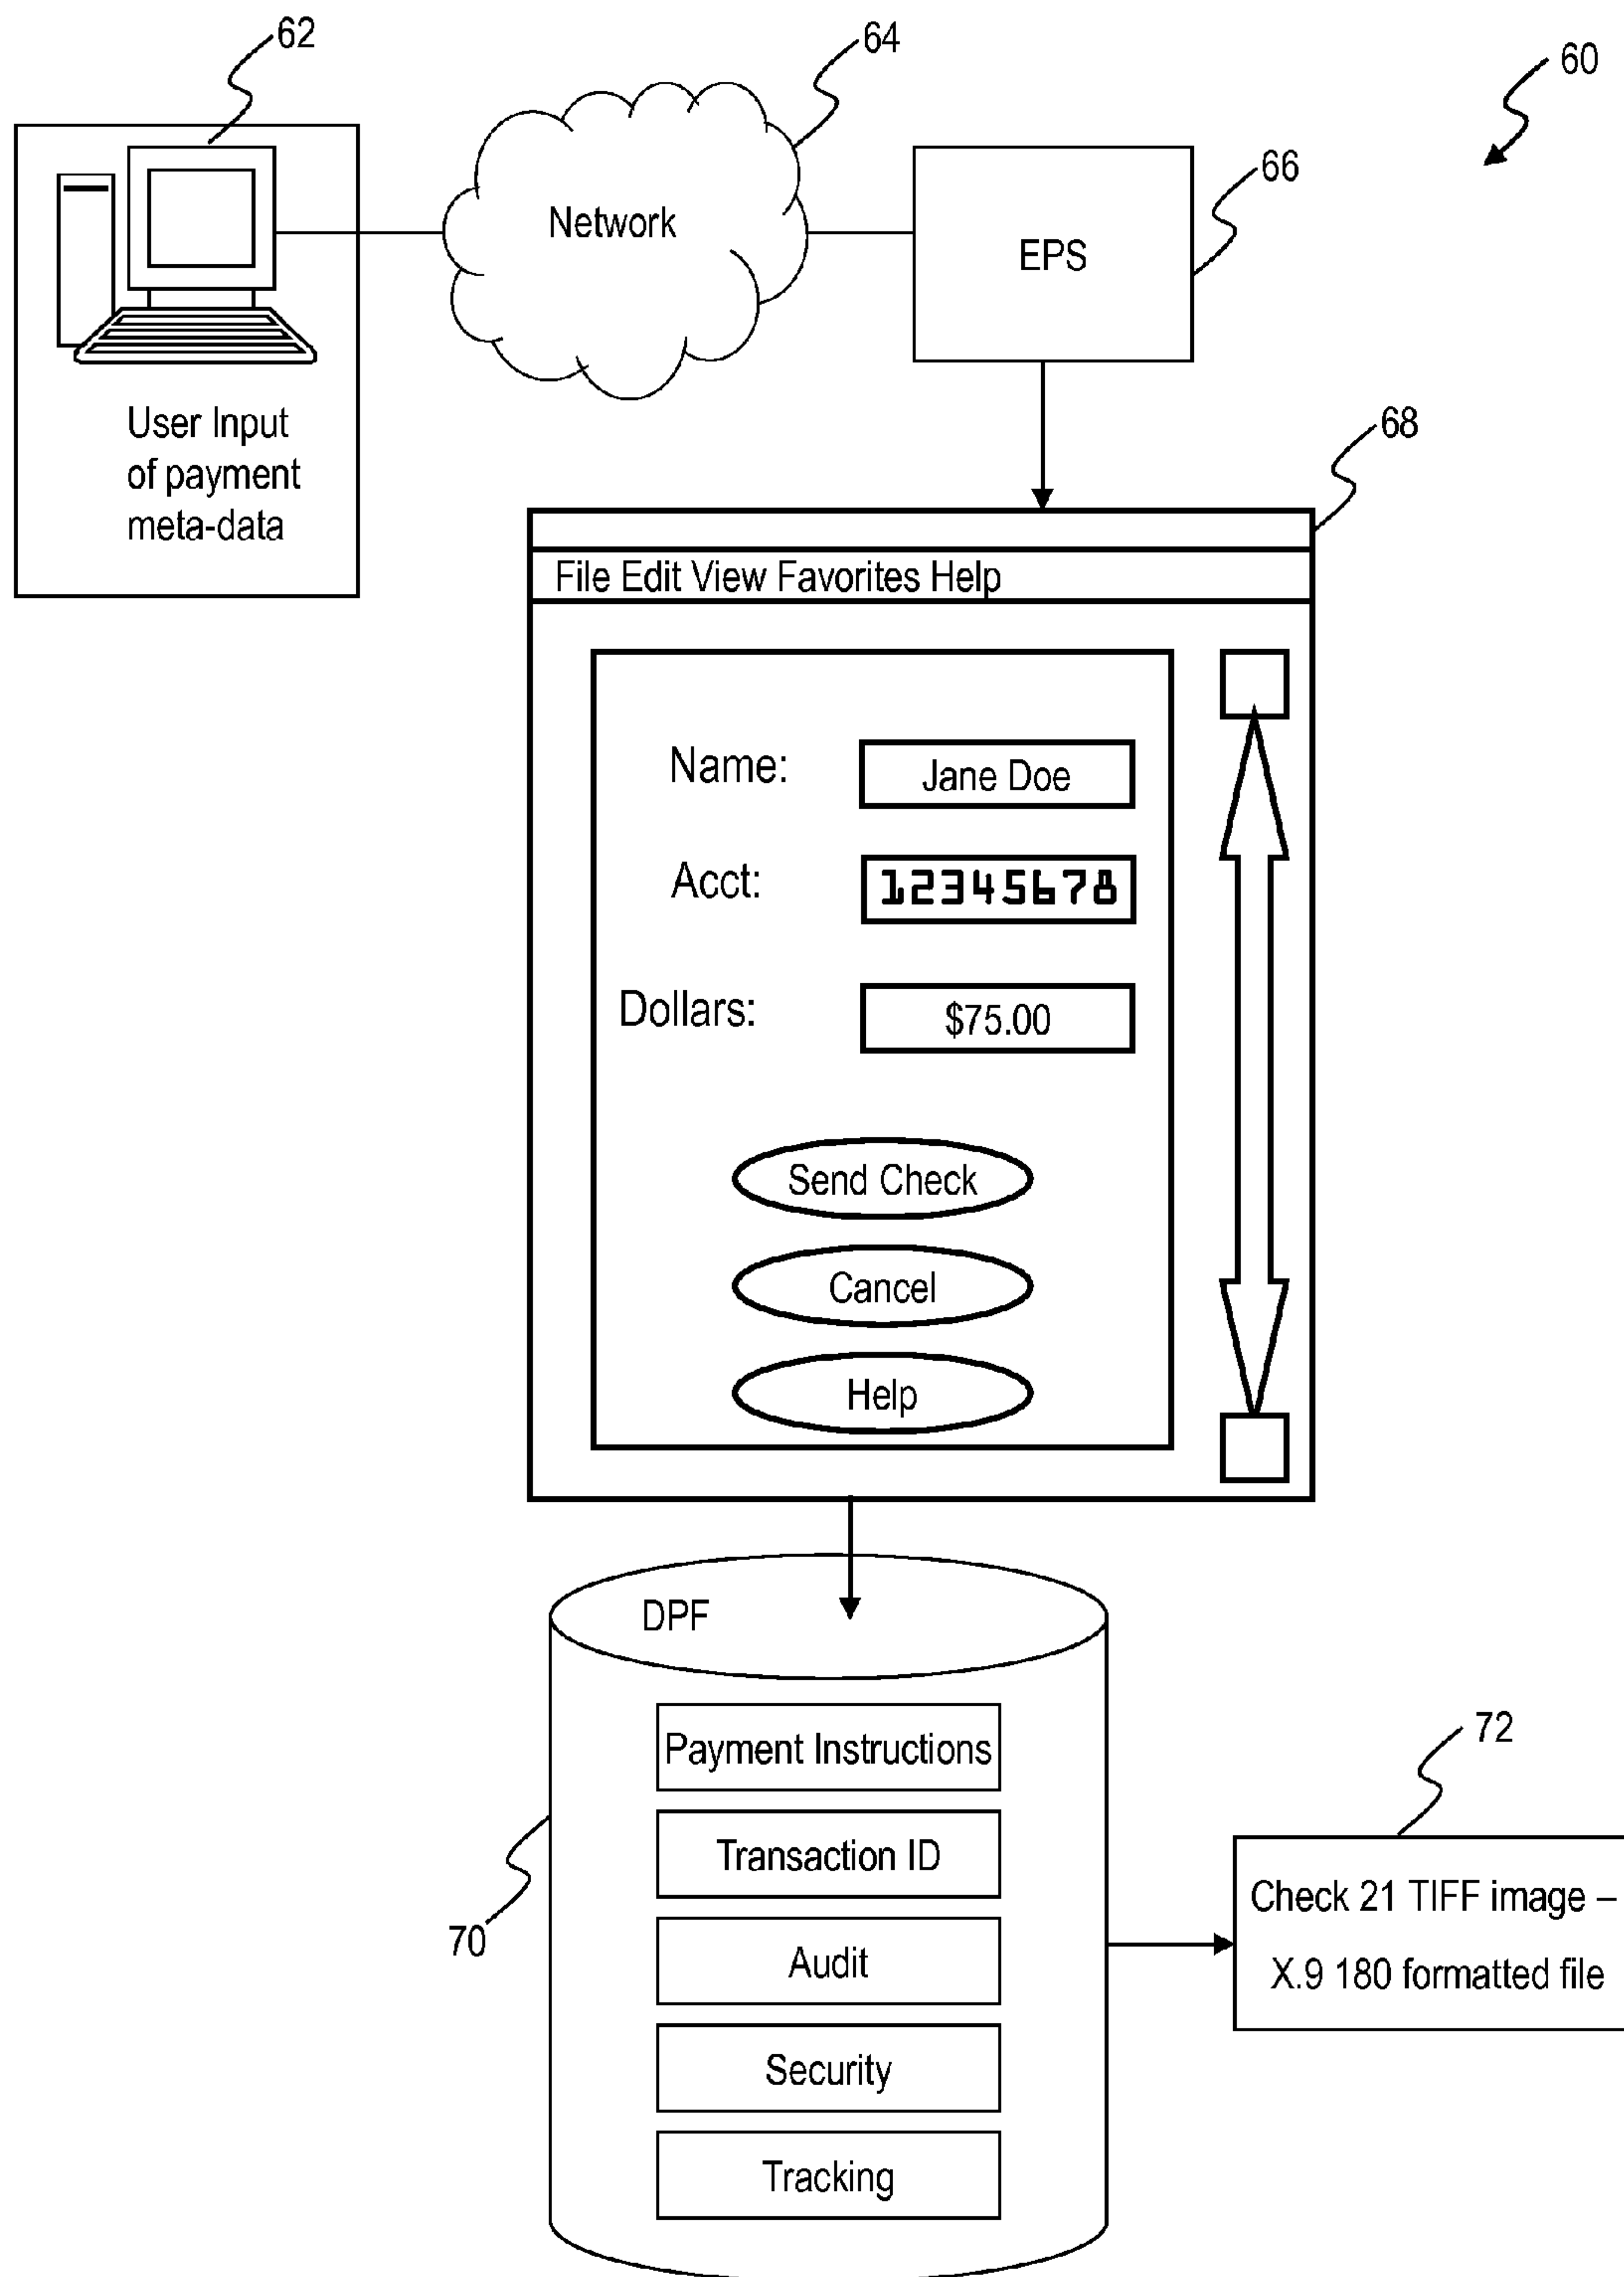 62
64
60
66
Network
EPS
User Input
of payment
meta-data
68
File Edit View Favorites Help
Name:
Jane Doe
Acct:
12345678
Dollars:
$75.00
Send Check
Cancel
Help
DPF
Payment Instructions
Transaction ID
Audit
Security
Tracking
70
72
Check 21 TIFF image –
X.9 180 formatted file